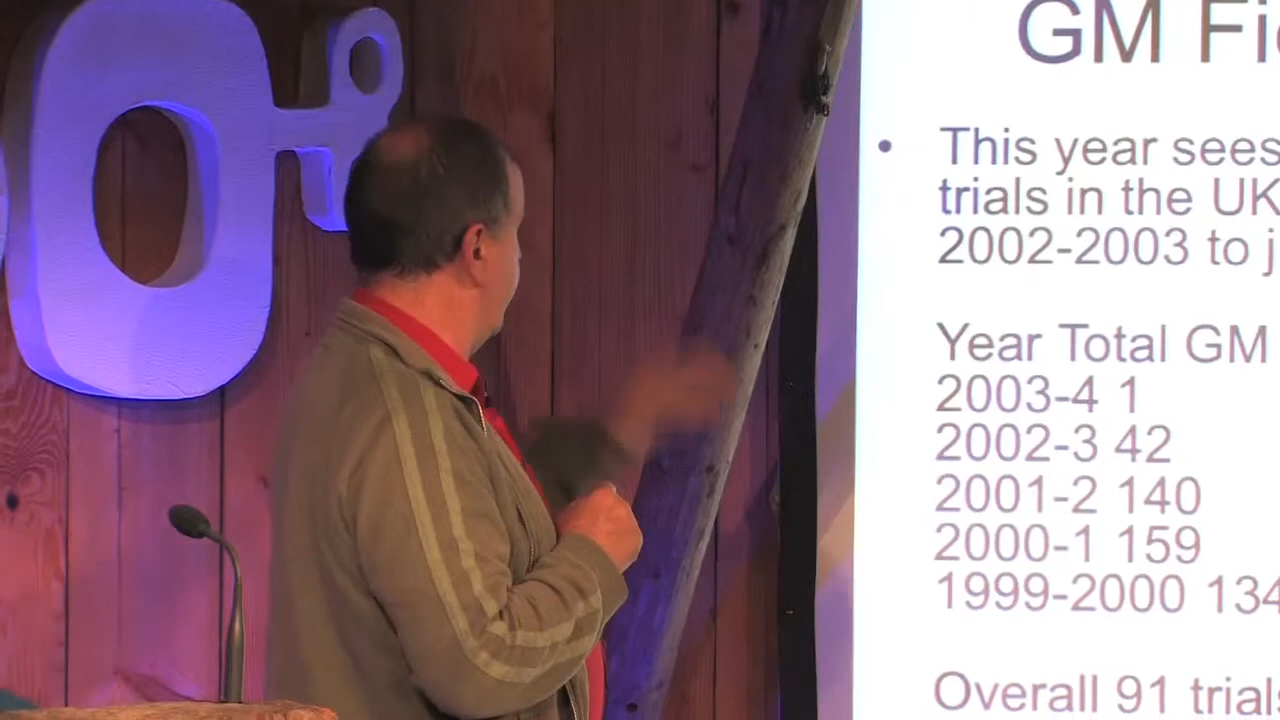 GM Fi
• This year sees
trials in the UK
2002-2003 to j
Year Total GM
2003-4 1
2002-3 42
2001-2 140
2000-1 159
1999-2000 134
Overall 91 trials